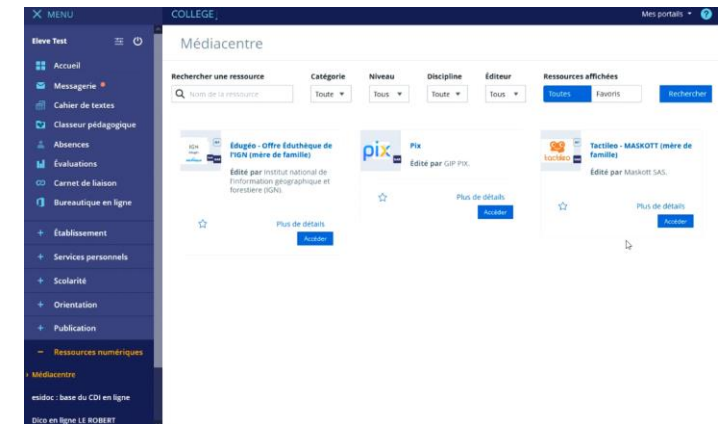 MENU
COLLEGE
Mes portails
?
Eleve Test
Médiacentre
Accueil
Messagerie
Cahier de textes
Classeur pédagogique
Absences
Évaluations
Carnet de liaison
Bureautique en ligne
+ Établissement
+ Services personnels
+ Scolarité
+ Orientation
+ Publication
− Ressources numériques
› Médiacentre
esidoc : base du CDI en ligne
Dico en ligne LE ROBERT
Rechercher une ressource
Nom de la ressource
Catégorie
Toute
Niveau
Tous
Discipline
Toute
Éditeur
Tous
Ressources affichées
Toutes
Favoris
Rechercher
IGN
Édugéo - Offre Éduthèque de
l'IGN (mère de famille)
Édité par Institut national de
l'information géographique et
forestiere (IGN).
Plus de détails
Accéder
pix
Pix
Édité par GIP PIX.
Plus de détails
Accéder
tactileo
Tactileo - MASKOTT (mère de
famille)
Édité par Maskott SAS.
Plus de détails
Accéder